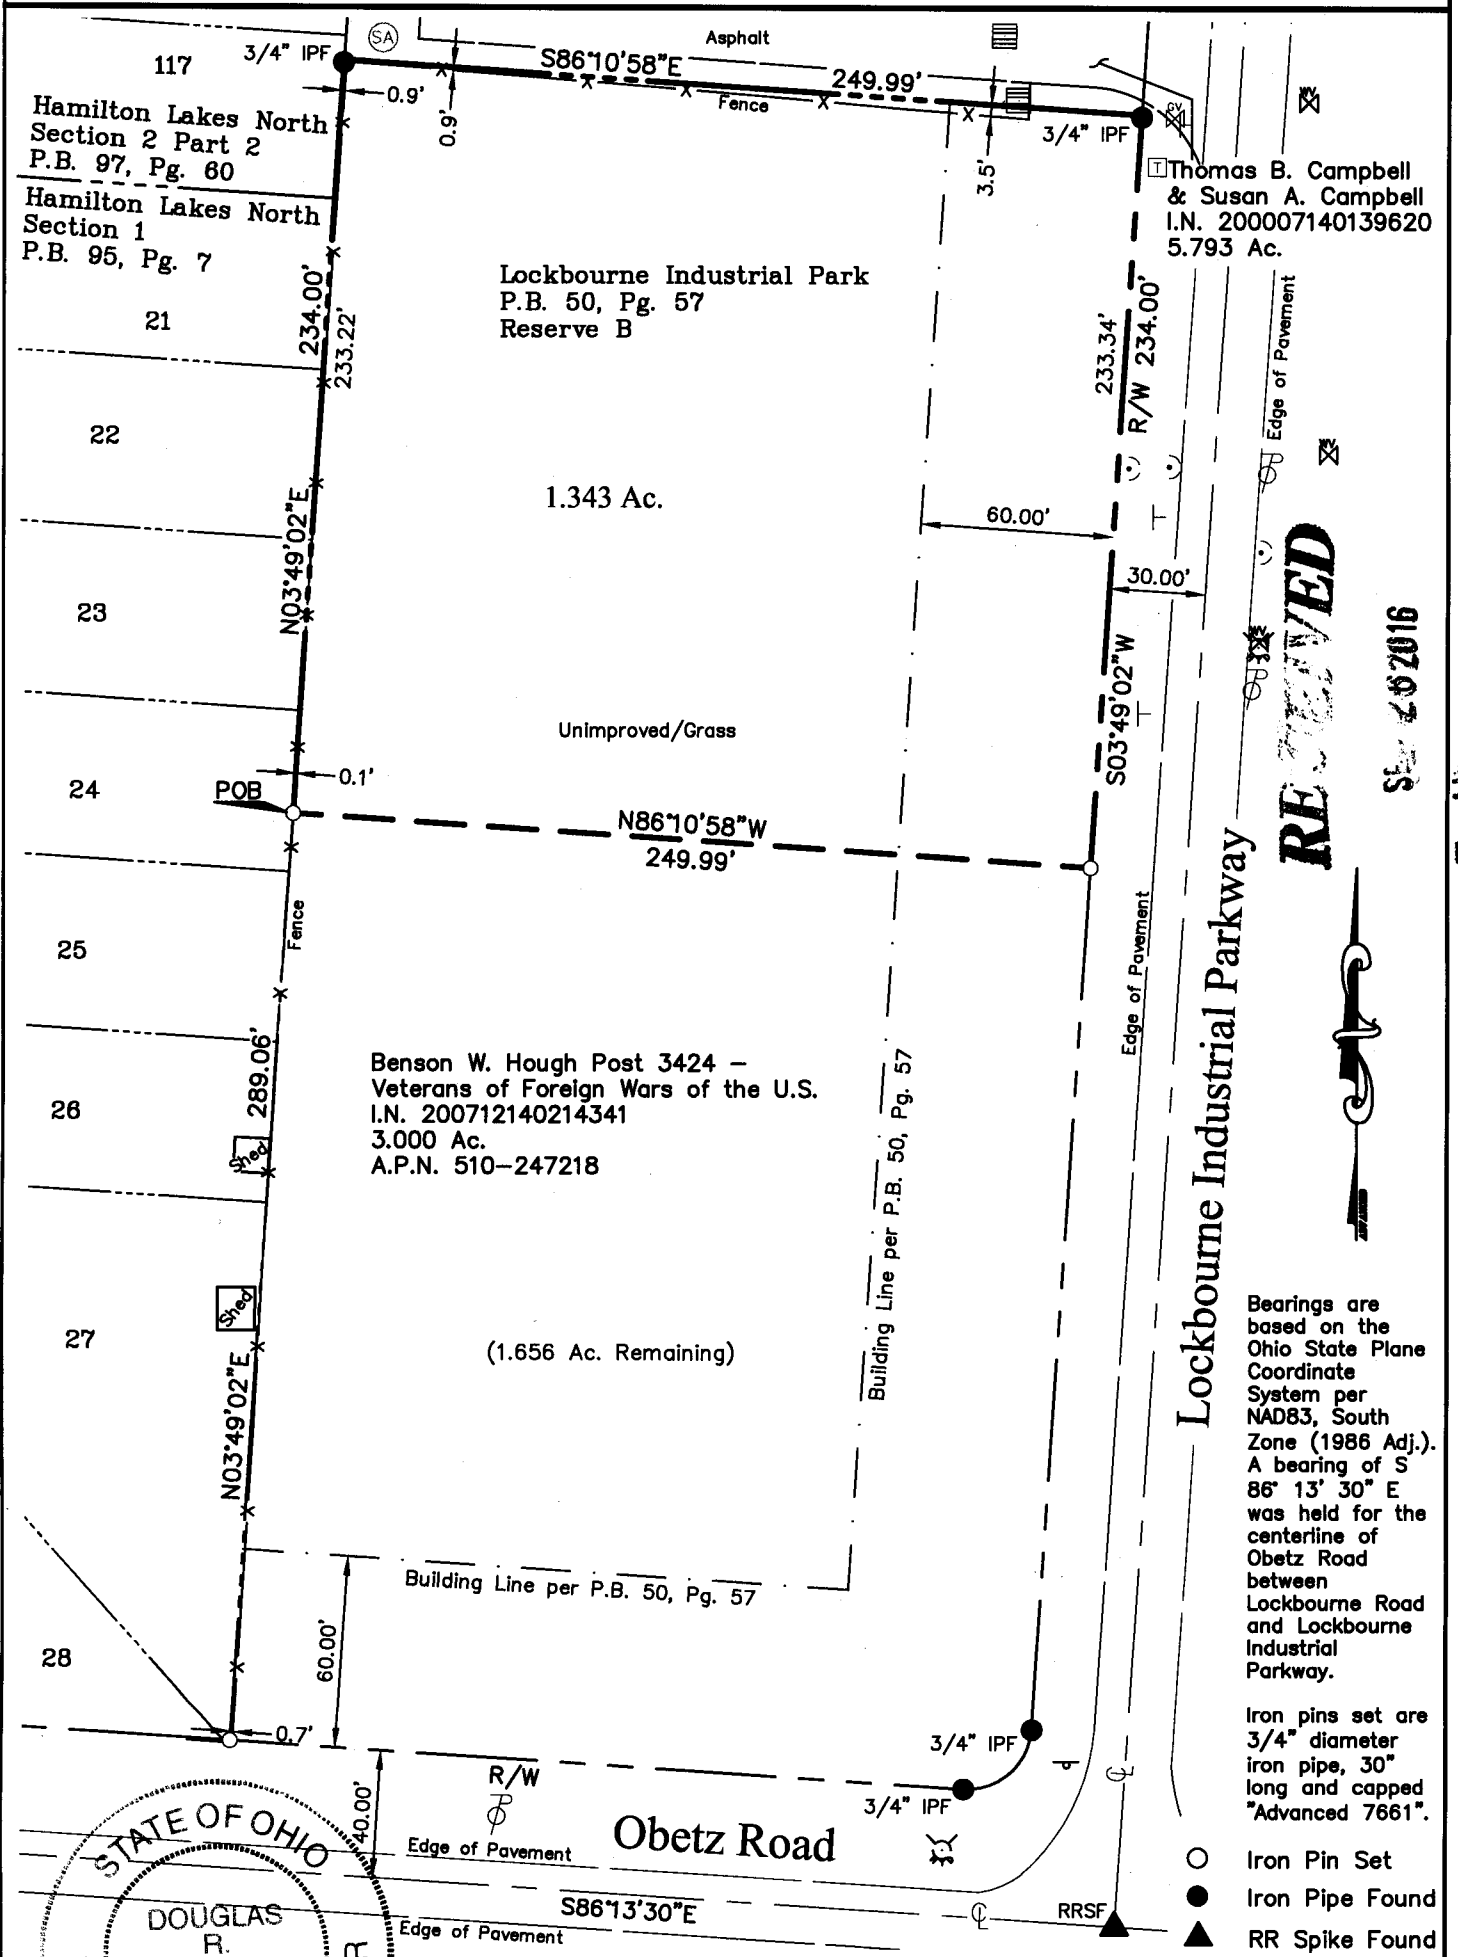 117
3/4" IPF
SA
Asphalt
S86°10'58"E
249.99'
0.9'
0.9'
Fence
3/4" IPF
GV
WV
3.5'
Hamilton Lakes North
Section 2 Part 2
P.B. 97, Pg. 60
Hamilton Lakes North
Section 1
P.B. 95, Pg. 7
T
Thomas B. Campbell
& Susan A. Campbell
I.N. 200007140139620
5.793 Ac.
Lockbourne Industrial Park
P.B. 50, Pg. 57
Reserve B
234.00'
233.22'
233.34'
R/W 234.00'
Edge of Pavement
21
22
WV
1.343 Ac.
60.00'
N03°49'02"E
30.00'
23
S03°49'02"W
WV
RECEIVED
2016
Unimproved/Grass
0.1'
24
POB
N86°10'58"W
249.99'
25
Fence
Edge of Pavement
Lockbourne Industrial Parkway
289.06'
26
Shed
Benson W. Hough Post 3424 –
Veterans of Foreign Wars of the U.S.
I.N. 200712140214341
3.000 Ac.
A.P.N. 510–247218
Building Line per P.B. 50, Pg. 57
27
Shed
(1.656 Ac. Remaining)
N03°49'02"E
Bearings are
based on the
Ohio State Plane
Coordinate
System per
NAD83, South
Zone (1986 Adj.).
A bearing of S
86° 13' 30" E
was held for the
centerline of
Obetz Road
between
Lockbourne Road
and Lockbourne
Industrial
Parkway.
Building Line per P.B. 50, Pg. 57
60.00'
28
0.7'
3/4" IPF
3/4" IPF
Iron pins set are
3/4" diameter
iron pipe, 30"
long and capped
"Advanced 7661".
R/W
40.00'
Obetz Road
Edge of Pavement
S86°13'30"E
Edge of Pavement
RRSF
Iron Pin Set
Iron Pipe Found
RR Spike Found
STATE OF OHIO
DOUGLAS
R.
R